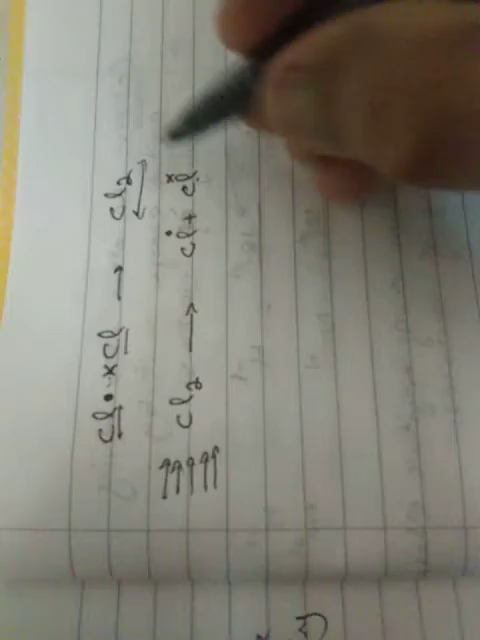 Cl • × Cl → Cl₂
Cl₂ → Cl• + Cl×